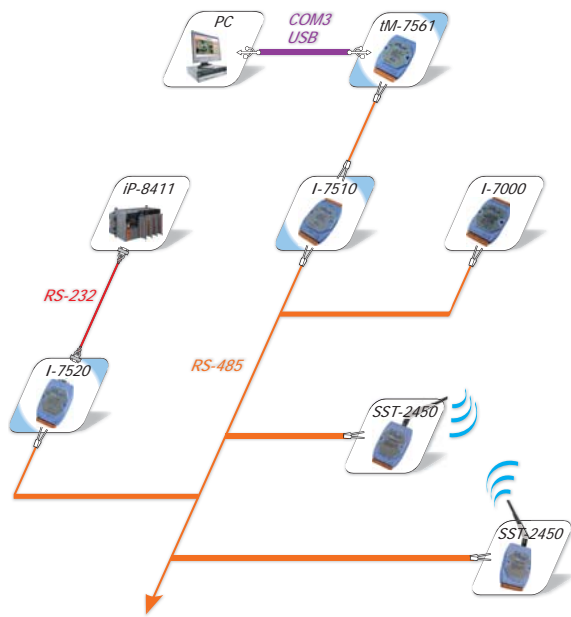 PC
COM3
USB
tM-7561
iP-8411
I-7510
I-7000
RS-232
I-7520
RS-485
SST-2450
SST-2450